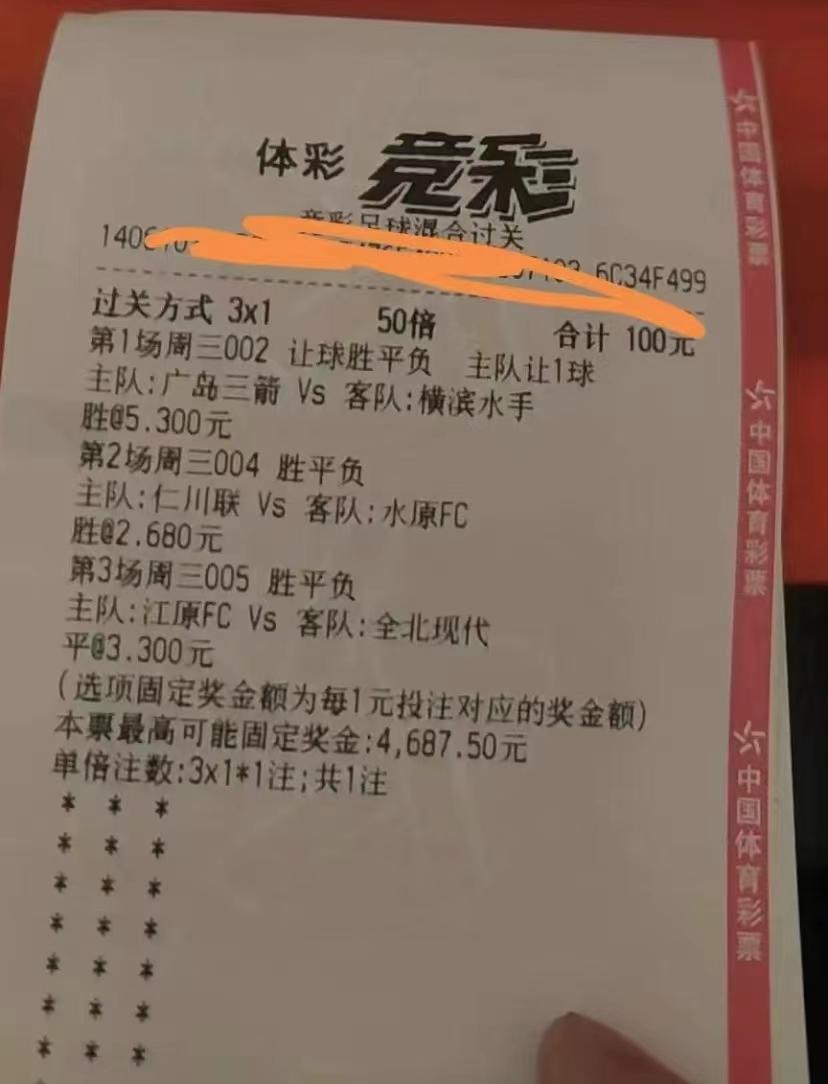 体彩 竞彩
竞彩足球混合过关
6C34F499
过关方式 3x1 50倍 合计 100元
第1场周三002 让球胜平负 主队让1球
主队:广岛三箭 Vs 客队:横滨水手
胜@5.300元
第2场周三004 胜平负
主队:仁川联 Vs 客队:水原FC
胜@2.680元
第3场周三005 胜平负
主队:江原FC Vs 客队:全北现代
平@3.300元
(选项固定奖金额为每1元投注对应的奖金额)
本票最高可能固定奖金:4,687.50元
单倍注数:3x1*1注;共1注
* * *
* * *
* * *
* * *
* * *
* * *
* * *
中国体育彩票
中国体育彩票
中国体育彩票